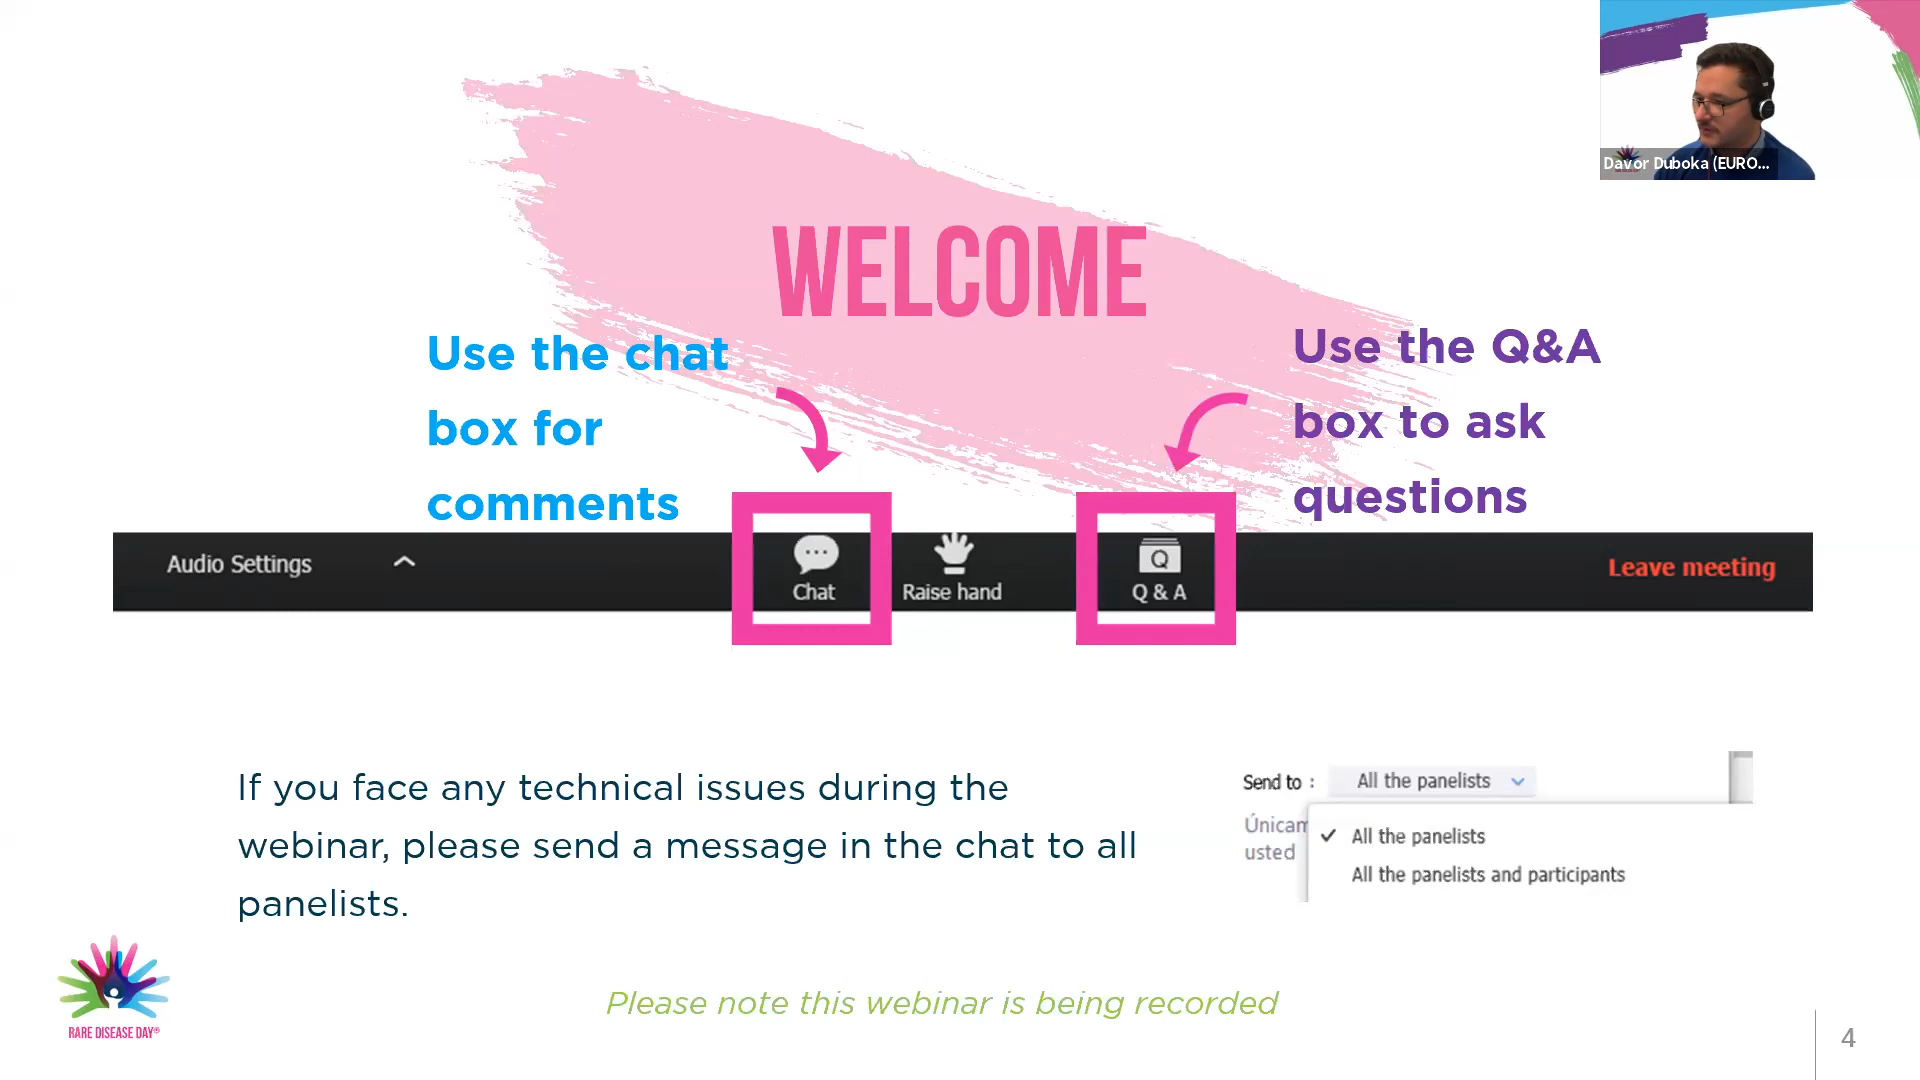 Davor Duboka (EURO...
WELCOME
Use the chat
box for
comments
Use the Q&A
box to ask
questions
Audio Settings
Chat
Raise hand
Q
Q & A
Leave meeting
If you face any technical issues during the
webinar, please send a message in the chat to all
panelists.
Send to : All the panelists
Únicam
usted
All the panelists
All the panelists and participants
RARE DISEASE DAY®
Please note this webinar is being recorded
4